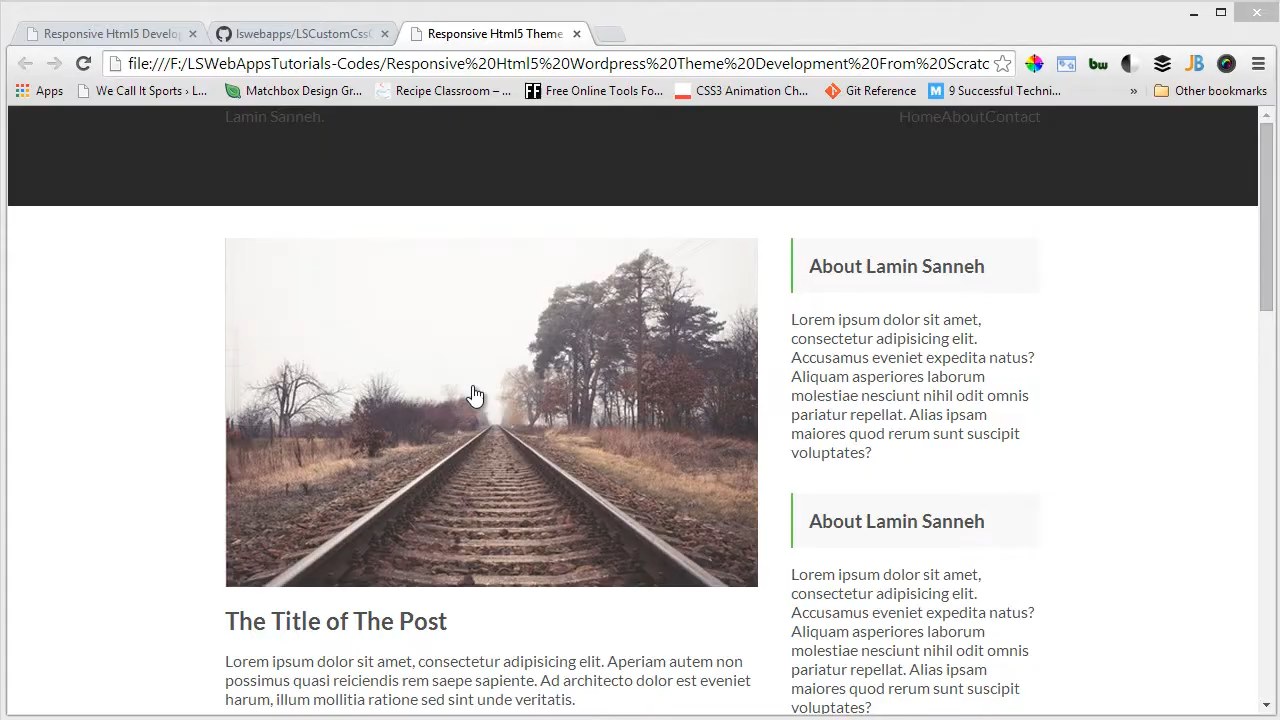 Responsive Html5 Develo
lswebapps/LSCustomCss
Responsive Html5 Theme
file:///F:/LSWebAppsTutorials-Codes/Responsive%20Html5%20Wordpress%20Theme%20Development%20From%20Scratc
Apps
We Call It Sports › L...
Matchbox Design Gr...
Recipe Class.com – ...
FF
Free Online Tools Fo...
CSS3 Animation Ch...
Git Reference
M
9 Successful Techni...
»
Other bookmarks
bw
JB
Lamin Sanneh.
HomeAboutContact
About Lamin Sanneh
Lorem ipsum dolor sit amet,
consectetur adipisicing elit.
Accusamus eveniet expedita natus?
Aliquam asperiores laborum
molestiae nesciunt nihil odit omnis
pariatur repellat. Alias ipsam
maiores quod rerum sunt suscipit
voluptates?
About Lamin Sanneh
Lorem ipsum dolor sit amet,
consectetur adipisicing elit.
Accusamus eveniet expedita natus?
Aliquam asperiores laborum
molestiae nesciunt nihil odit omnis
pariatur repellat. Alias ipsam
maiores quod rerum sunt suscipit
voluptates?
The Title of The Post
Lorem ipsum dolor sit amet, consectetur adipisicing elit. Aperiam autem non
possimus quasi reiciendis rem saepe sapiente. Ad architecto dolor est eveniet
harum, illum mollitia ratione sed sint unde veritatis.